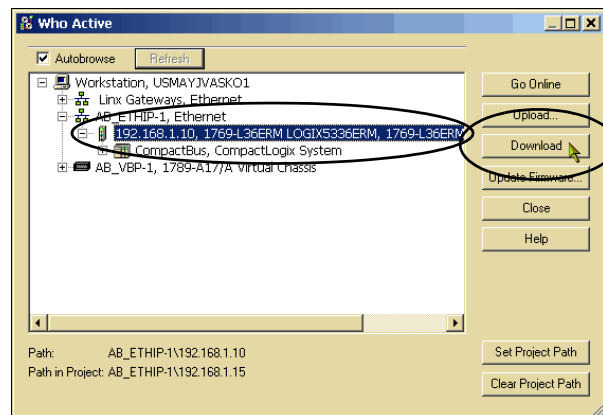 Who Active
Autobrowse
Refresh
Workstation, USMAYJVASKO1
Linx Gateways, Ethernet
AB_ETHIP-1, Ethernet
192.168.1.10, 1769-L36ERM LOGIX5336ERM, 1769-L36ERM
CompactBus, CompactLogix System
AB_VBP-1, 1789-A17/A Virtual Chassis
Go Online
Upload...
Download
Update Firmware...
Close
Help
Path: AB_ETHIP-1\192.168.1.10
Path in Project: AB_ETHIP-1\192.168.1.15
Set Project Path
Clear Project Path